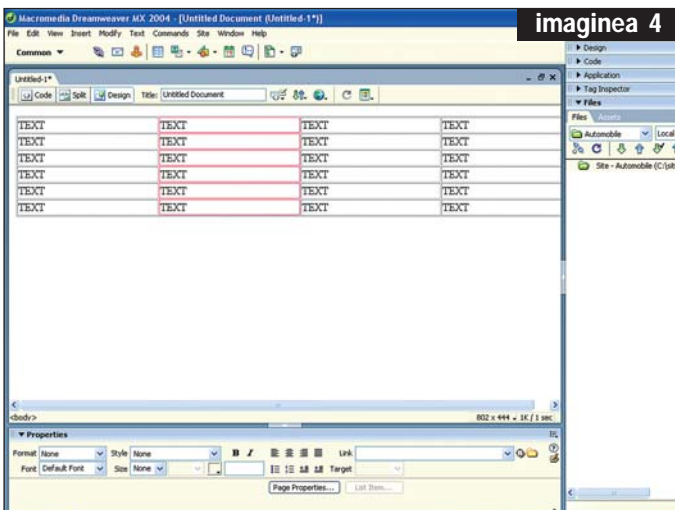 Macromedia Dreamweaver MX 2004 - [Untitled Document (Untitled-1*)]
imaginea 4
File Edit View Insert Modify Text Commands Site Window Help
Common
Design
Code
Application
Tag Inspector
Files
Untitled-1*
Code Split Design Title: Untitled Document
Files Assets
Automobile Local
Site - Automobile (C:\
TEXT TEXT TEXT TEXT
TEXT TEXT TEXT TEXT
TEXT TEXT TEXT TEXT
TEXT TEXT TEXT TEXT
TEXT TEXT TEXT TEXT
TEXT TEXT TEXT TEXT
<body> 802 x 444 1K / 1 sec
Properties
Format None Style None B I Link
Font Default Font Size None Target
Page Properties... List Item...